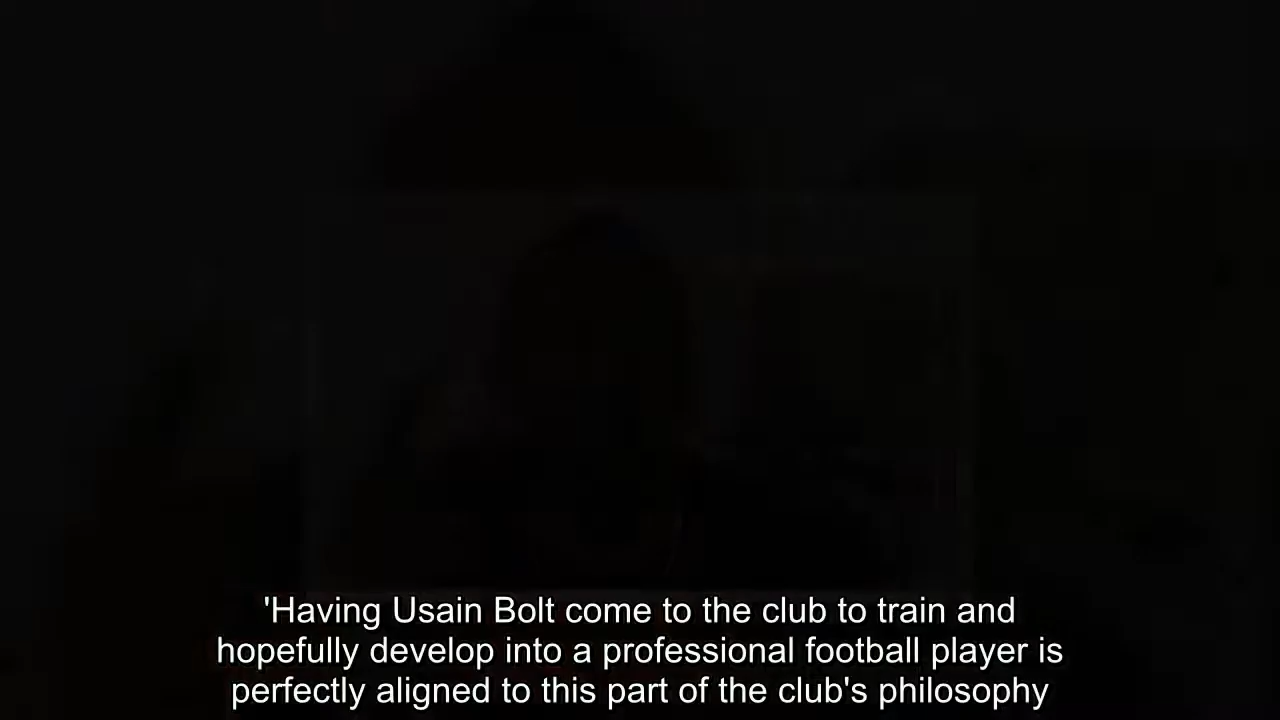 'Having Usain Bolt come to the club to train and
hopefully develop into a professional football player is
perfectly aligned to this part of the club's philosophy